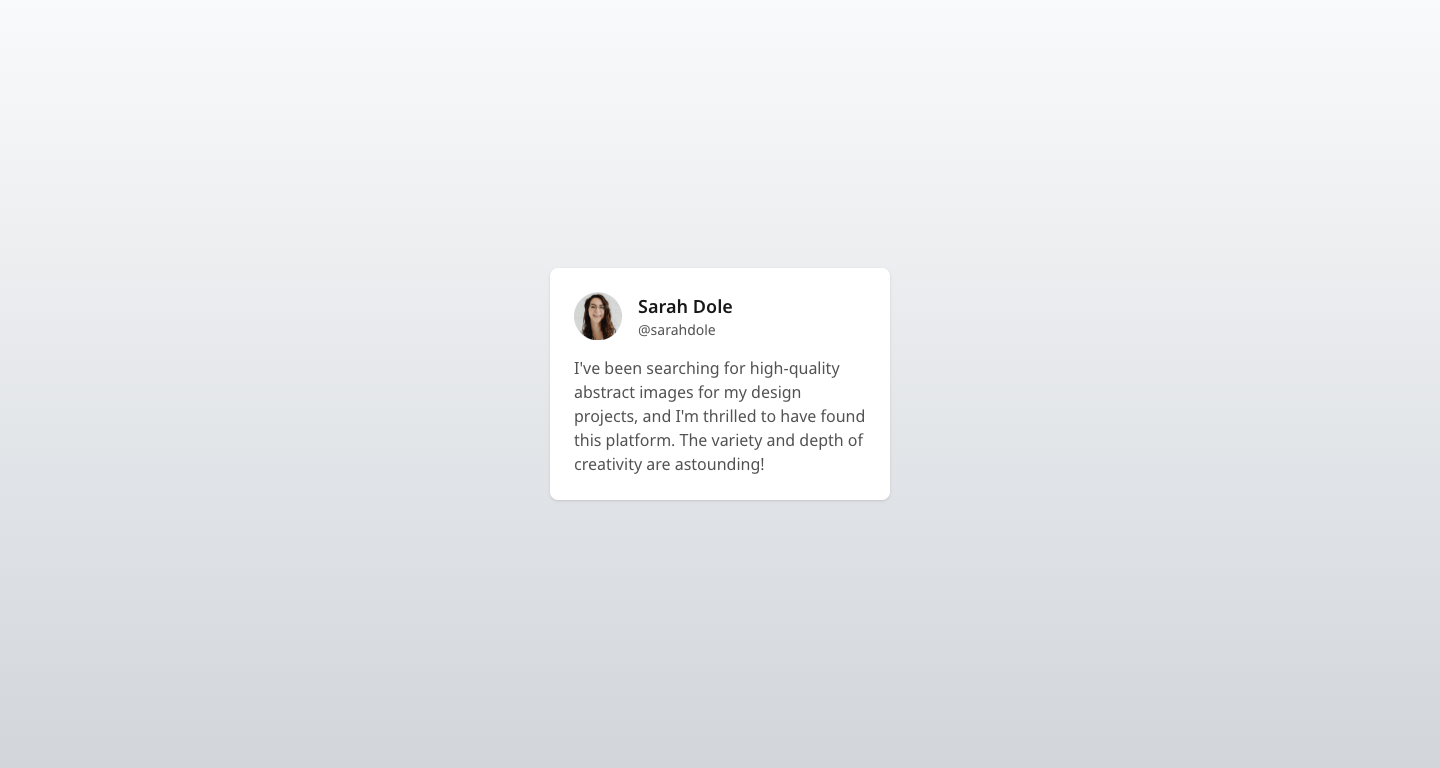 Sarah Dole
@sarahdole
I've been searching for high-quality
abstract images for my design
projects, and I'm thrilled to have found
this platform. The variety and depth of
creativity are astounding!